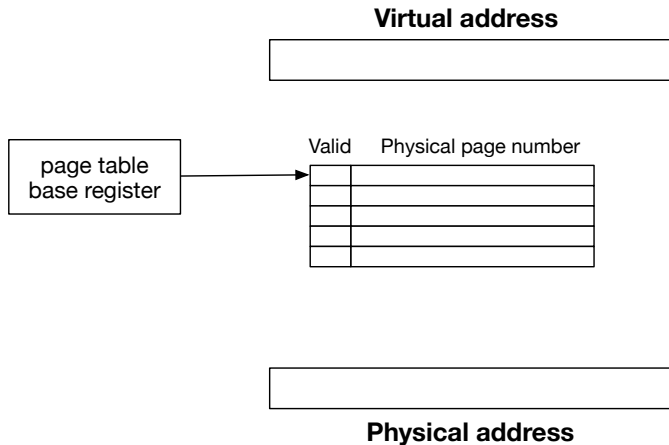 Virtual address
Valid Physical page number
page table
base register
Physical address